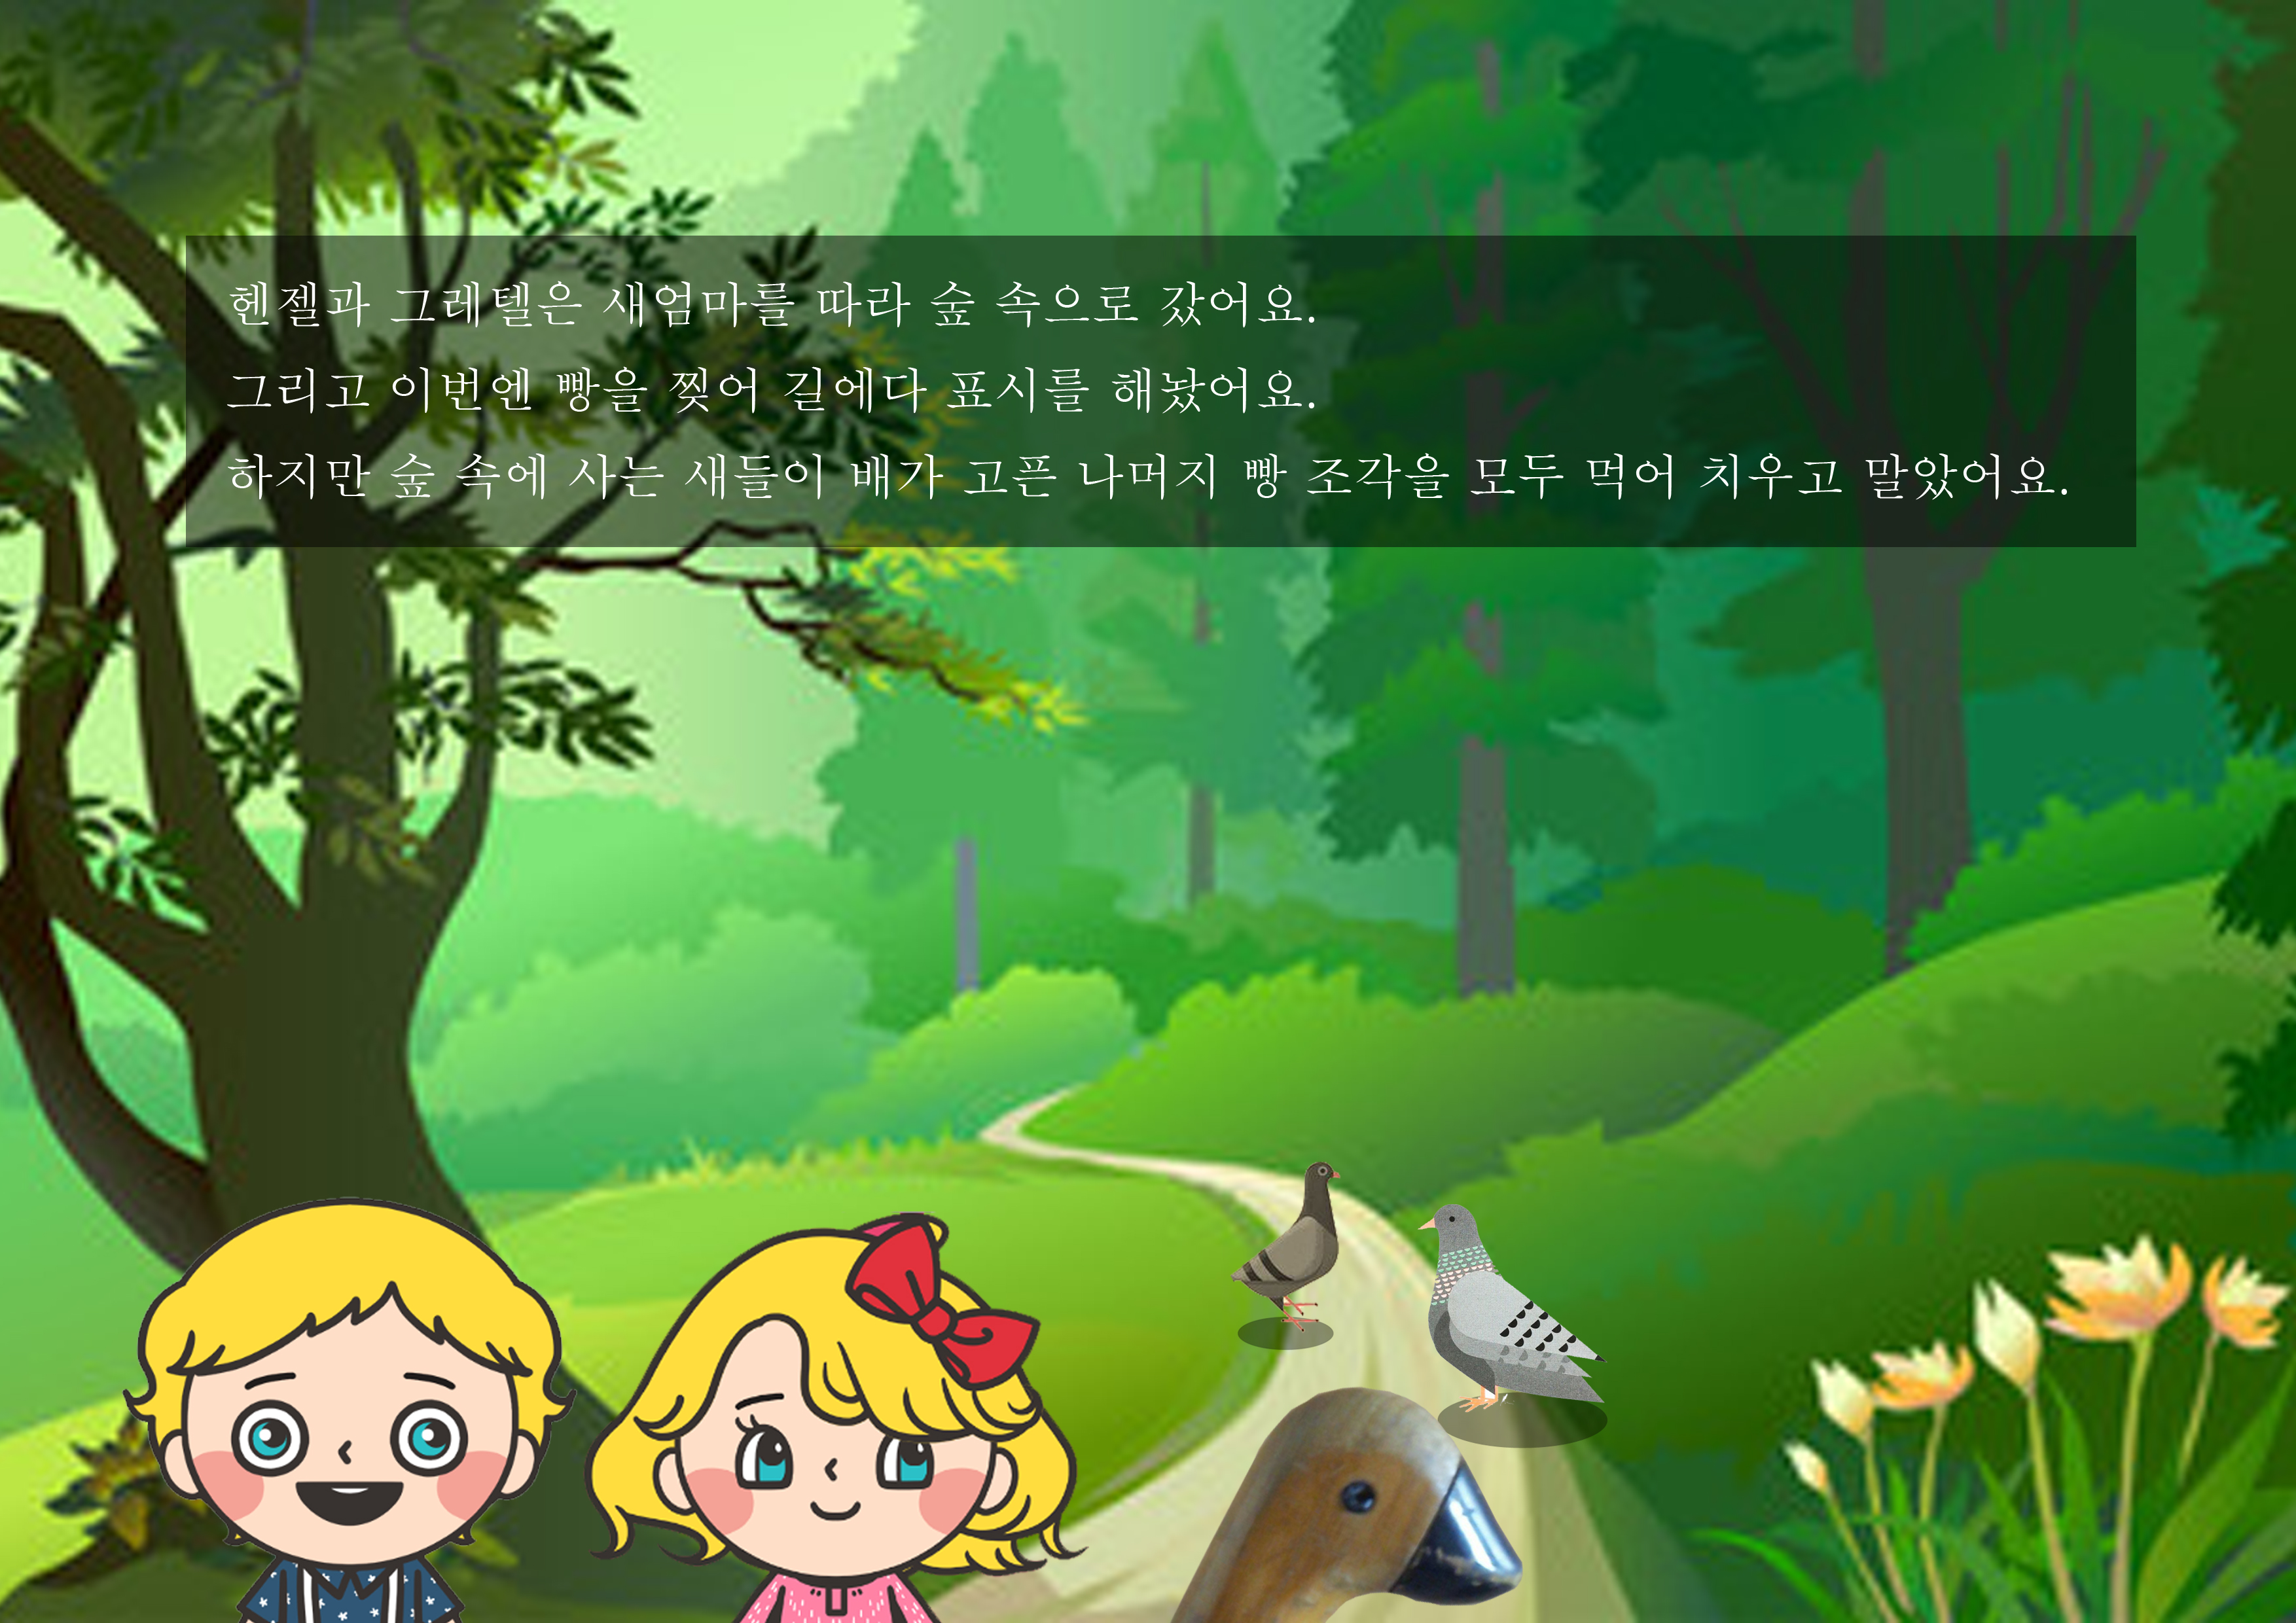 헨젤과 그레텔은 새엄마를 따라 숲 속으로 갔어요.
그리고 이번엔 빵을 찢어 길에다 표시를 해놨어요.
하지만 숲 속에 사는 새들이 배가 고픈 나머지 빵 조각을 모두 먹어 치우고 말았어요.